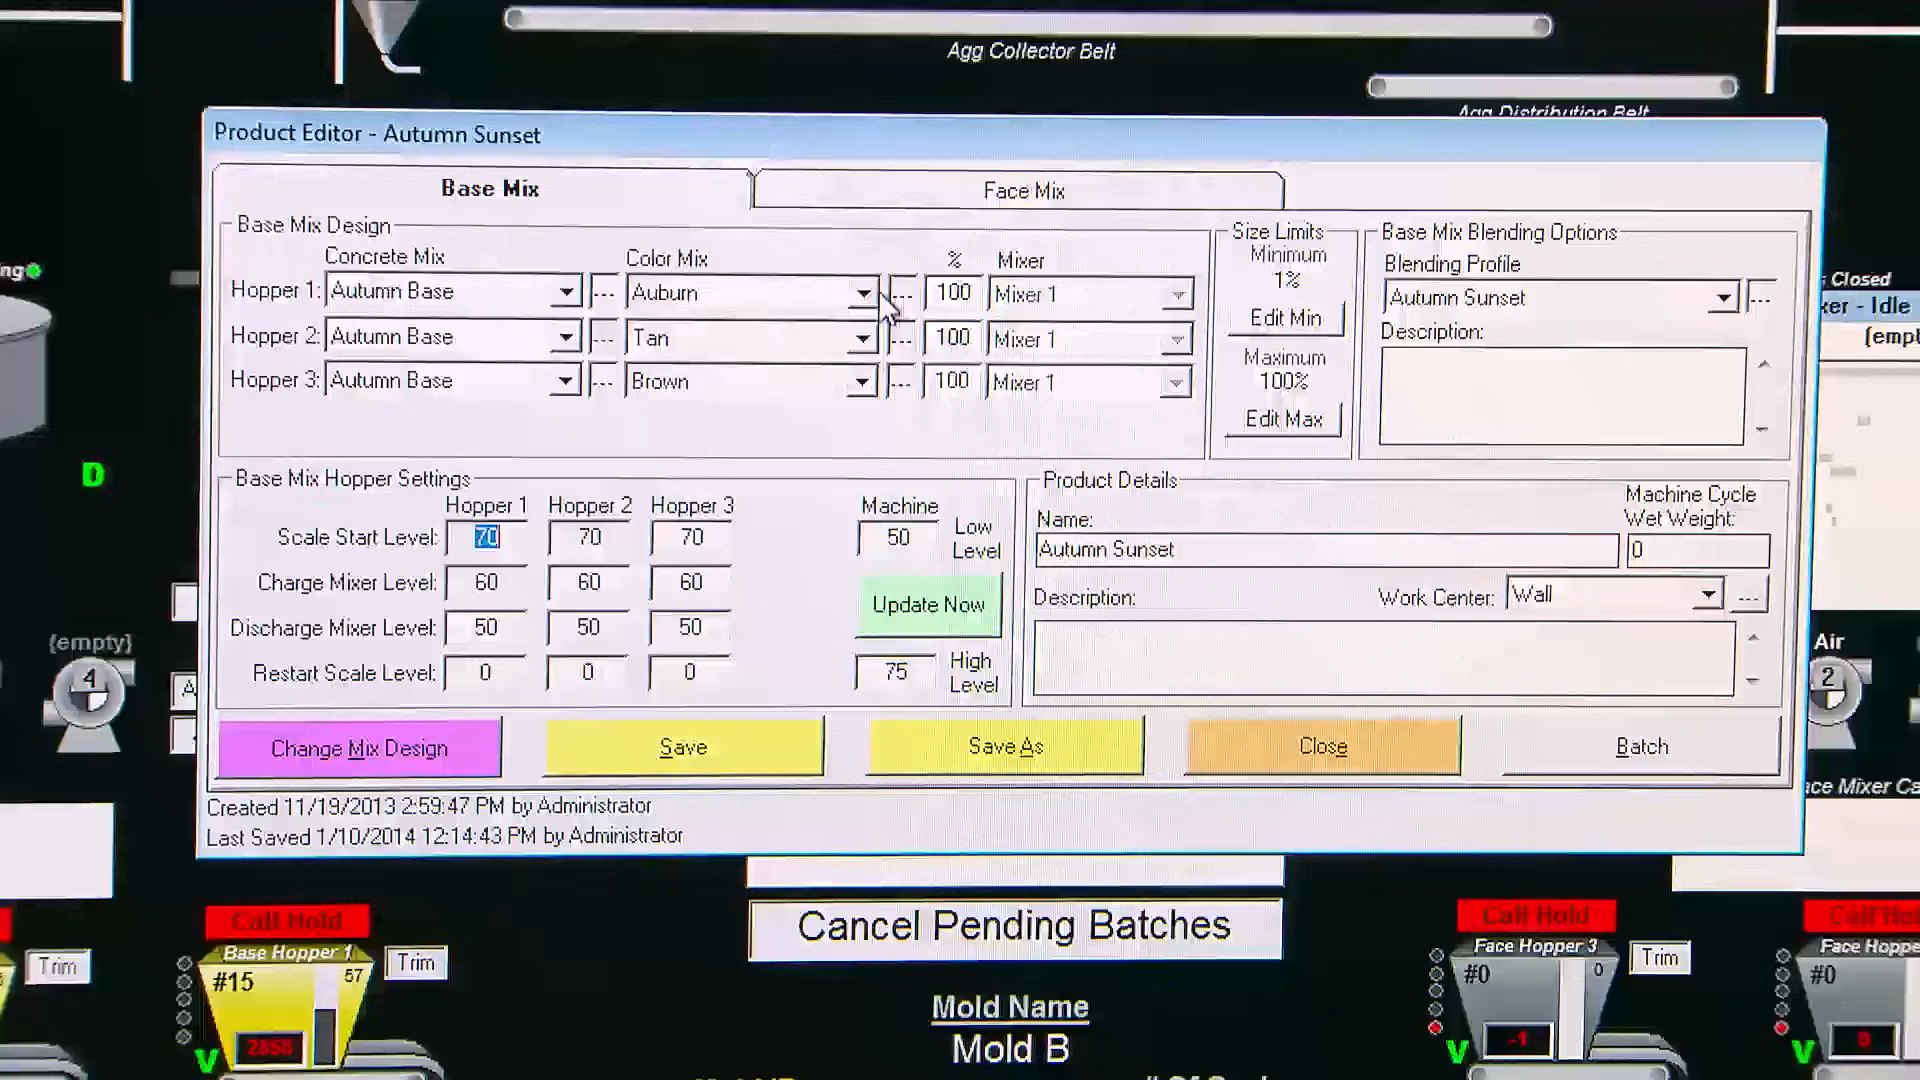 Agg Collector Belt
Agg Distribution Belt
Product Editor - Autumn Sunset
Base Mix
Face Mix
Base Mix Design
Concrete Mix
Color Mix
%
Mixer
Hopper 1:
Autumn Base
---
Auburn
---
100
Mixer 1
Hopper 2:
Autumn Base
---
Tan
---
100
Mixer 1
Hopper 3:
Autumn Base
---
Brown
---
100
Mixer 1
Size Limits
Minimum
1%
Edit Min
Maximum
100%
Edit Max
Base Mix Blending Options
Blending Profile
Autumn Sunset
---
Description:
Closed
- Idle
Base Mix Hopper Settings
Hopper 1
Hopper 2
Hopper 3
Machine
Scale Start Level:
70
70
70
50
Low
Level
Charge Mixer Level:
60
60
60
Update Now
Discharge Mixer Level:
50
50
50
Restart Scale Level:
0
0
0
75
High
Level
Product Details
Machine Cycle
Wet Weight:
Name:
Autumn Sunset
0
Description:
Work Center:
Wall
---
Change Mix Design
Save
Save As
Close
Batch
Created 11/19/2013 2:59:47 PM by Administrator
Last Saved 1/10/2014 12:14:43 PM by Administrator
D
{empty}
4
Air
2
Mixer
Cancel Pending Batches
Mold Name
Mold B
Call Hold
Trim
Base Hopper 1
#15
57
Trim
2858
V
Call Hold
Face Hopper 3
#0
0
Trim
-1
V
#0
0
V